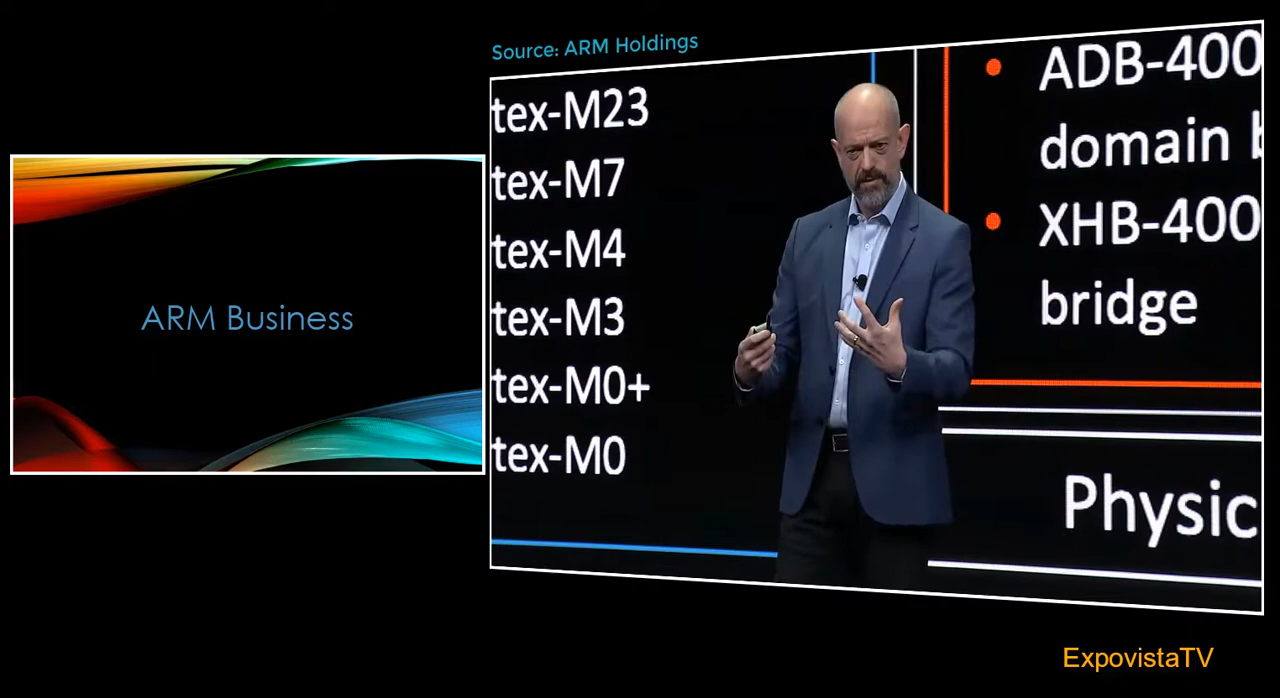 Source: ARM Holdings
ARM Business
tex-M23
tex-M7
tex-M4
tex-M3
tex-M0+
tex-M0
ADB-400
domain b
XHB-400
bridge
Physic
ExpovistaTV